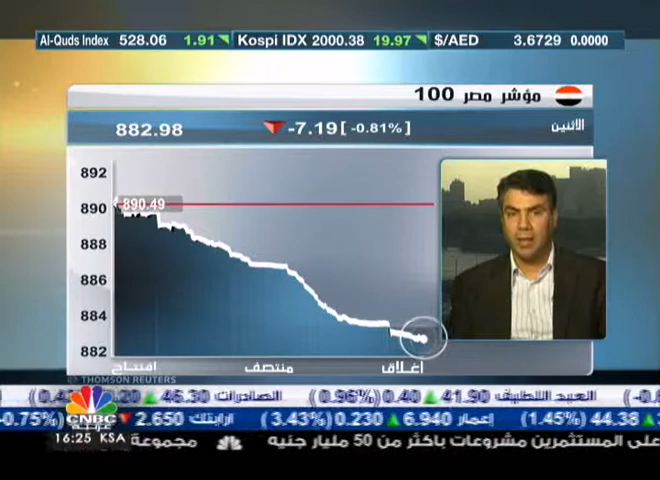 Al-Quds Index 528.06 1.91 Kospi IDX 2000.38 19.97 $/AED 3.6729 0.0000
مؤشر مصر 100
الاثنين
882.98 -7.19 [ -0.81% ]
892
890
890.49
888
886
884
882
افتتاح منتصف إغلاق
THOMSON REUTERS
العبد اللطيف 41.90 0.40 (0.96%) الصادرات 46.30
(1.45%) 44.38 إعمار 6.940 0.230 (3.43%) ارابتك 2.650 -0.75%)
CNBC
عربية
16:25 KSA
على المستثمرين مشروعات باكثر من 50 مليار جنيه مجموعة